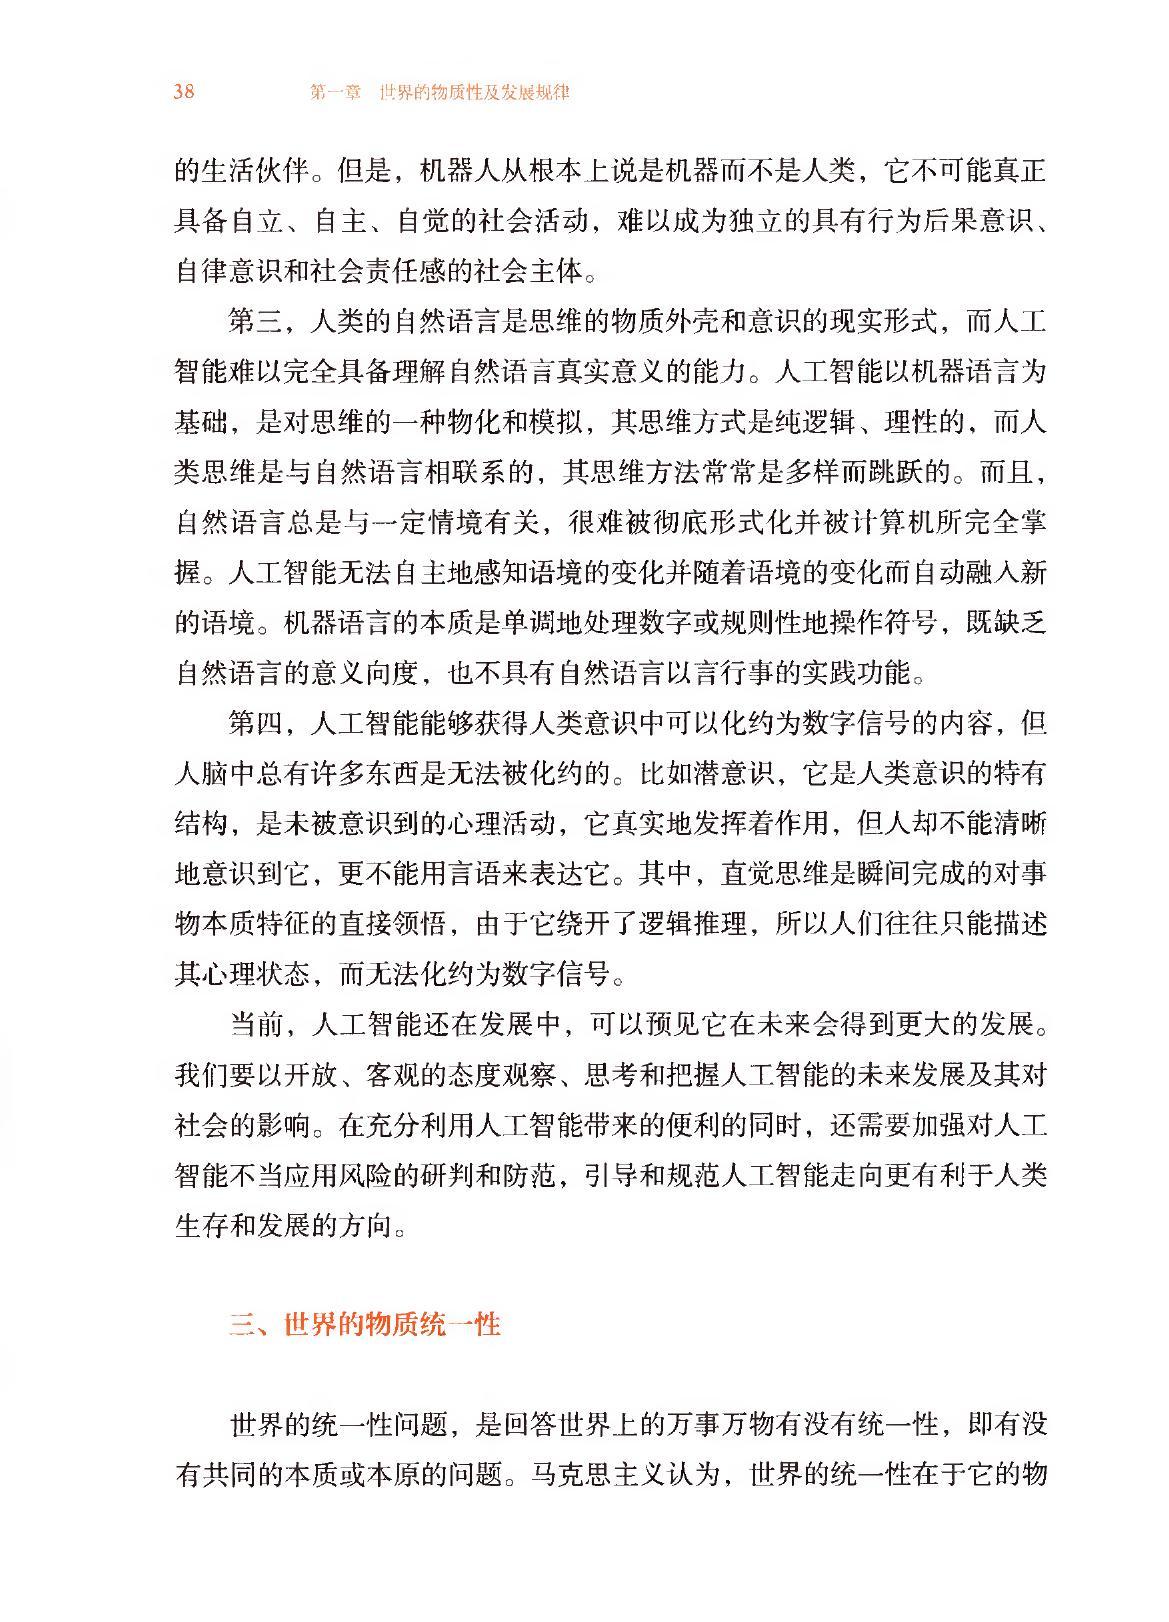 38 第一章 世界的物质性及发展规律
的生活伙伴。但是，机器人从根本上说是机器而不是人类，它不可能真正
具备自立、自主、自觉的社会活动，难以成为独立的具有行为后果意识、
自律意识和社会责任感的社会主体。
第三，人类的自然语言是思维的物质外壳和意识的现实形式，而人工
智能难以完全具备理解自然语言真实意义的能力。人工智能以机器语言为
基础，是对思维的一种物化和模拟，其思维方式是纯逻辑、理性的，而人
类思维是与自然语言相联系的，其思维方法常常是多样而跳跃的。而且，
自然语言总是与一定情境有关，很难被彻底形式化并被计算机所完全掌
握。人工智能无法自主地感知语境的变化并随着语境的变化而自动融入新
的语境。机器语言的本质是单调地处理数字或规则性地操作符号，既缺乏
自然语言的意义向度，也不具有自然语言以言行事的实践功能。
第四，人工智能能够获得人类意识中可以化约为数字信号的内容，但
人脑中总有许多东西是无法被化约的。比如潜意识，它是人类意识的特有
结构，是未被意识到的心理活动，它真实地发挥着作用，但人却不能清晰
地意识到它，更不能用言语来表达它。其中，直觉思维是瞬间完成的对事
物本质特征的直接领悟，由于它绕开了逻辑推理，所以人们往往只能描述
其心理状态，而无法化约为数字信号。
当前，人工智能还在发展中，可以预见它在未来会得到更大的发展。
我们要以开放、客观的态度观察、思考和把握人工智能的未来发展及其对
社会的影响。在充分利用人工智能带来的便利的同时，还需要加强对人工
智能不当应用风险的研判和防范，引导和规范人工智能走向更有利于人类
生存和发展的方向。
三、世界的物质统一性
世界的统一性问题，是回答世界上的万事万物有没有统一性，即有没
有共同的本质或本原的问题。马克思主义认为，世界的统一性在于它的物